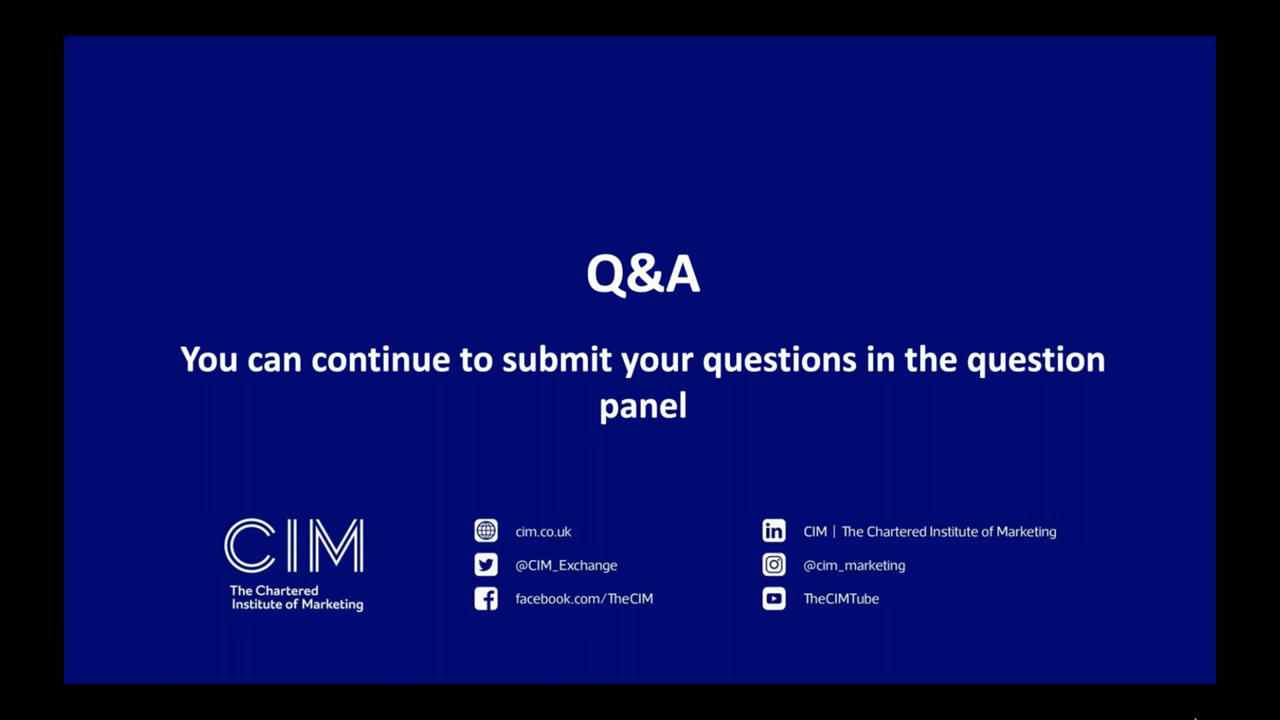 Q&A
You can continue to submit your questions in the question
panel
CIM
The Chartered
Institute of Marketing
cim.co.uk
@CIM_Exchange
facebook.com/TheCIM
CIM | The Chartered Institute of Marketing
@cim_marketing
TheCIMTube